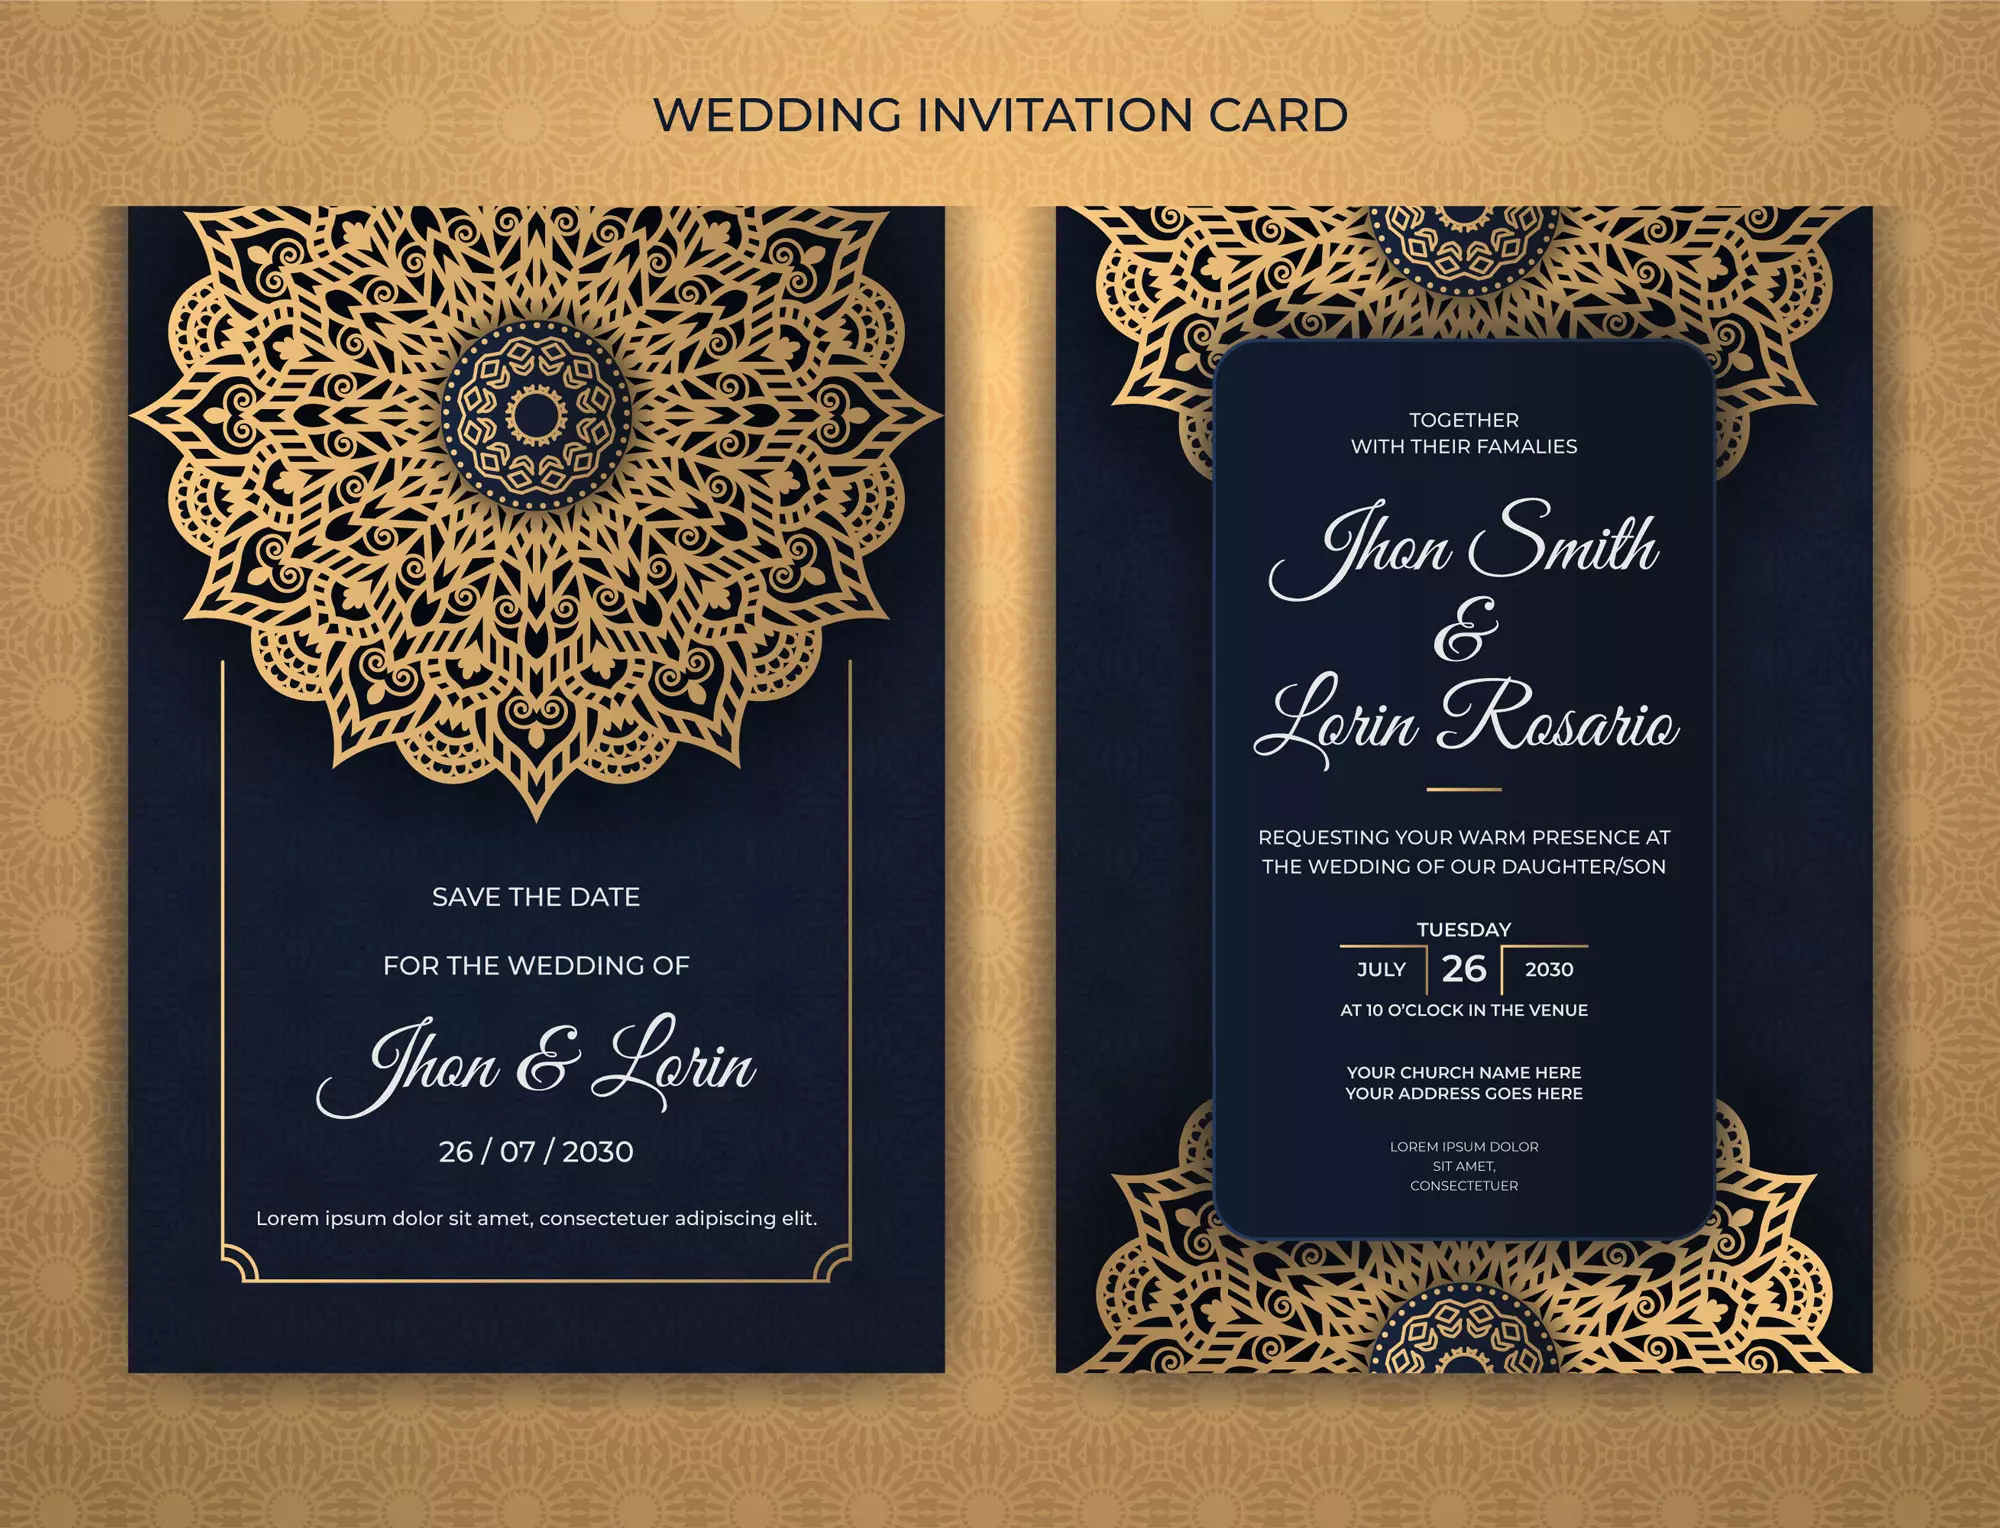 WEDDING INVITATION CARD
SAVE THE DATE
FOR THE WEDDING OF
Jhon & Lorin
26 / 07 / 2030
Lorem ipsum dolor sit amet, consectetuer adipiscing elit.
TOGETHER
WITH THEIR FAMALIES
Jhon Smith
&
Lorin Rosario
REQUESTING YOUR WARM PRESENCE AT
THE WEDDING OF OUR DAUGHTER/SON
TUESDAY
JULY 26 2030
AT 10 O'CLOCK IN THE VENUE
YOUR CHURCH NAME HERE
YOUR ADDRESS GOES HERE
LOREM IPSUM DOLOR
SIT AMET,
CONSECTETUER